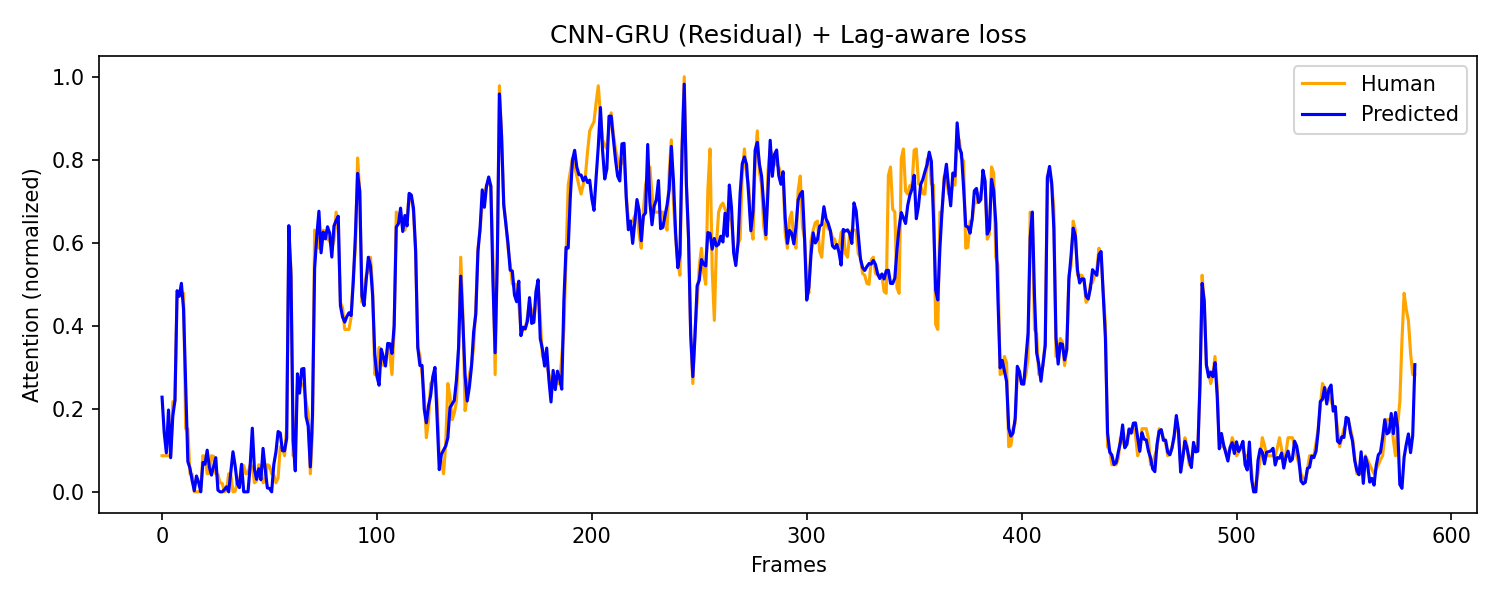 CNN-GRU (Residual) + Lag-aware loss
Human
Predicted
Attention (normalized)
1.0
0.8
0.6
0.4
0.2
0.0
0 100 200 300 400 500 600
Frames